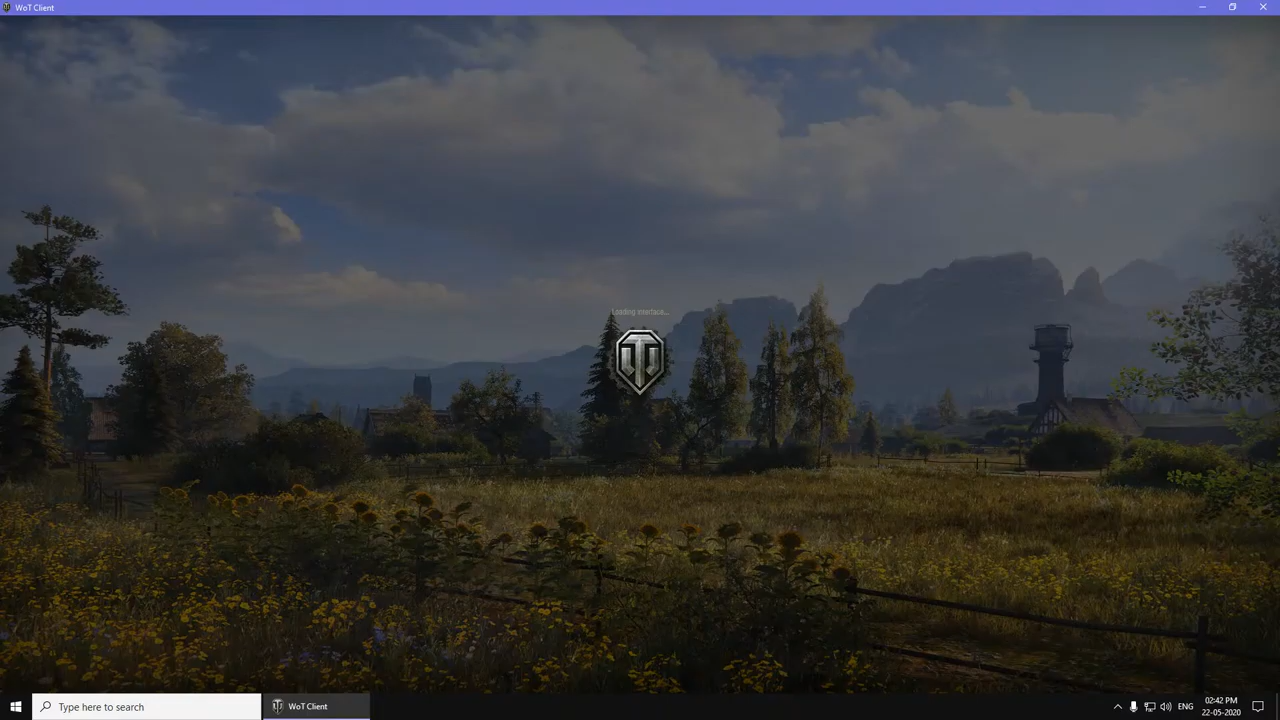 WoT Client
Loading interface...
Type here to search
WoT Client
ENG
02:42 PM
22-05-2020